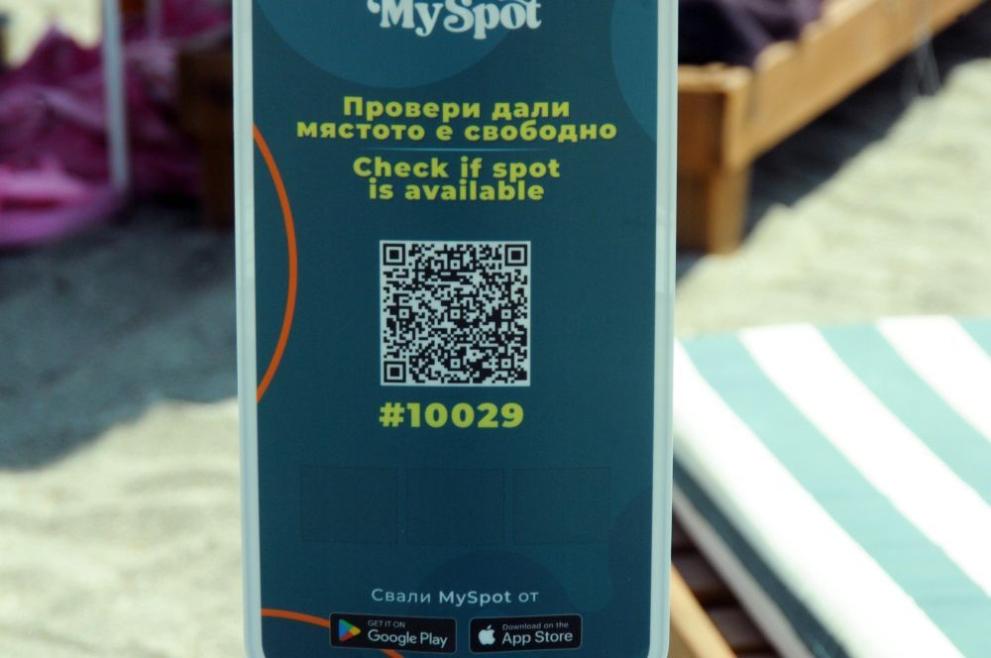 MySpot
Провери дали
мястото е свободно
Check if spot
is available
#10029
Свали MySpot от
GET IT ON
Google Play
Download on the
App Store